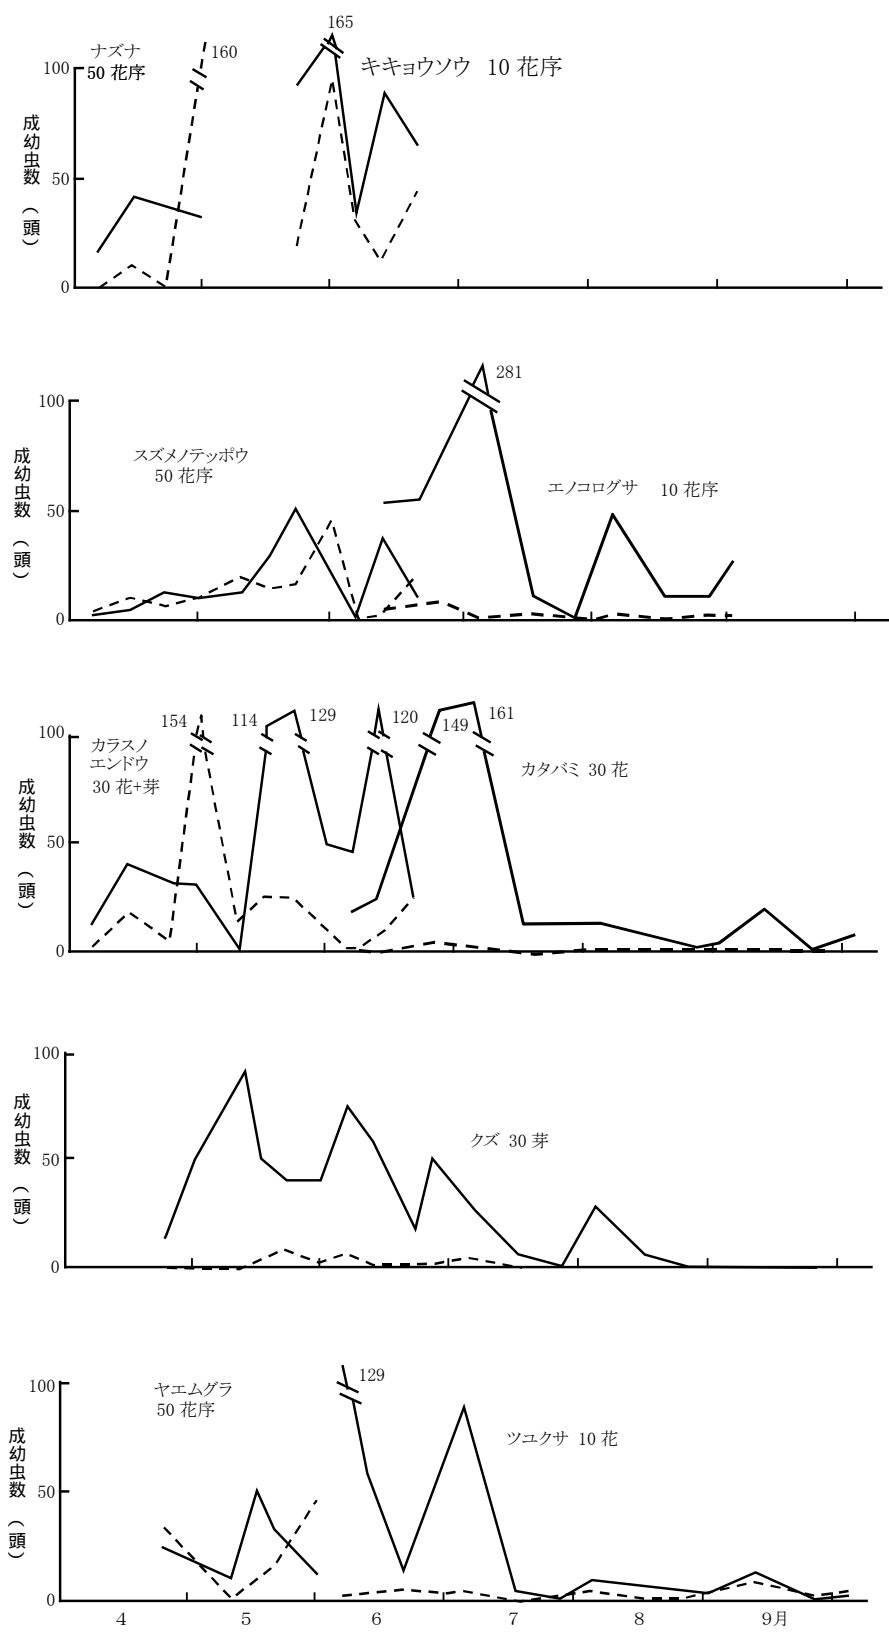 165
ナズナ
50 花序
160
キキョウソウ 10 花序
100
50
0
成幼虫数（頭）
281
100
50
0
成幼虫数（頭）
スズメノテッポウ
50 花序
エノコログサ 10 花序
154
114
129
120
149
161
100
50
0
成幼虫数（頭）
カラスノ
エンドウ
30 花+芽
カタバミ 30 花
100
50
0
成幼虫数（頭）
クズ 30 芽
129
100
50
0
成幼虫数（頭）
ヤエムグラ
50 花序
ツユクサ 10 花
4 5 6 7 8 9月